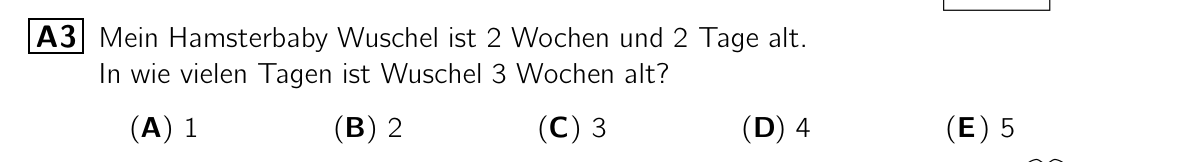 A3 Mein Hamsterbaby Wuschel ist 2 Wochen und 2 Tage alt.
In wie vielen Tagen ist Wuschel 3 Wochen alt?
(A) 1 (B) 2 (C) 3 (D) 4 (E) 5